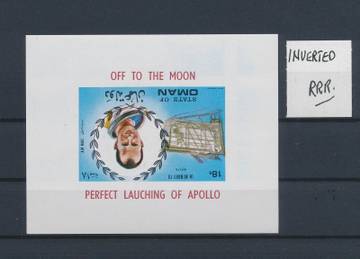 OFF TO THE MOON
STATE OF
OMAN
18
PERFECT LAUCHING OF APOLLO
INVERTED
RRR.